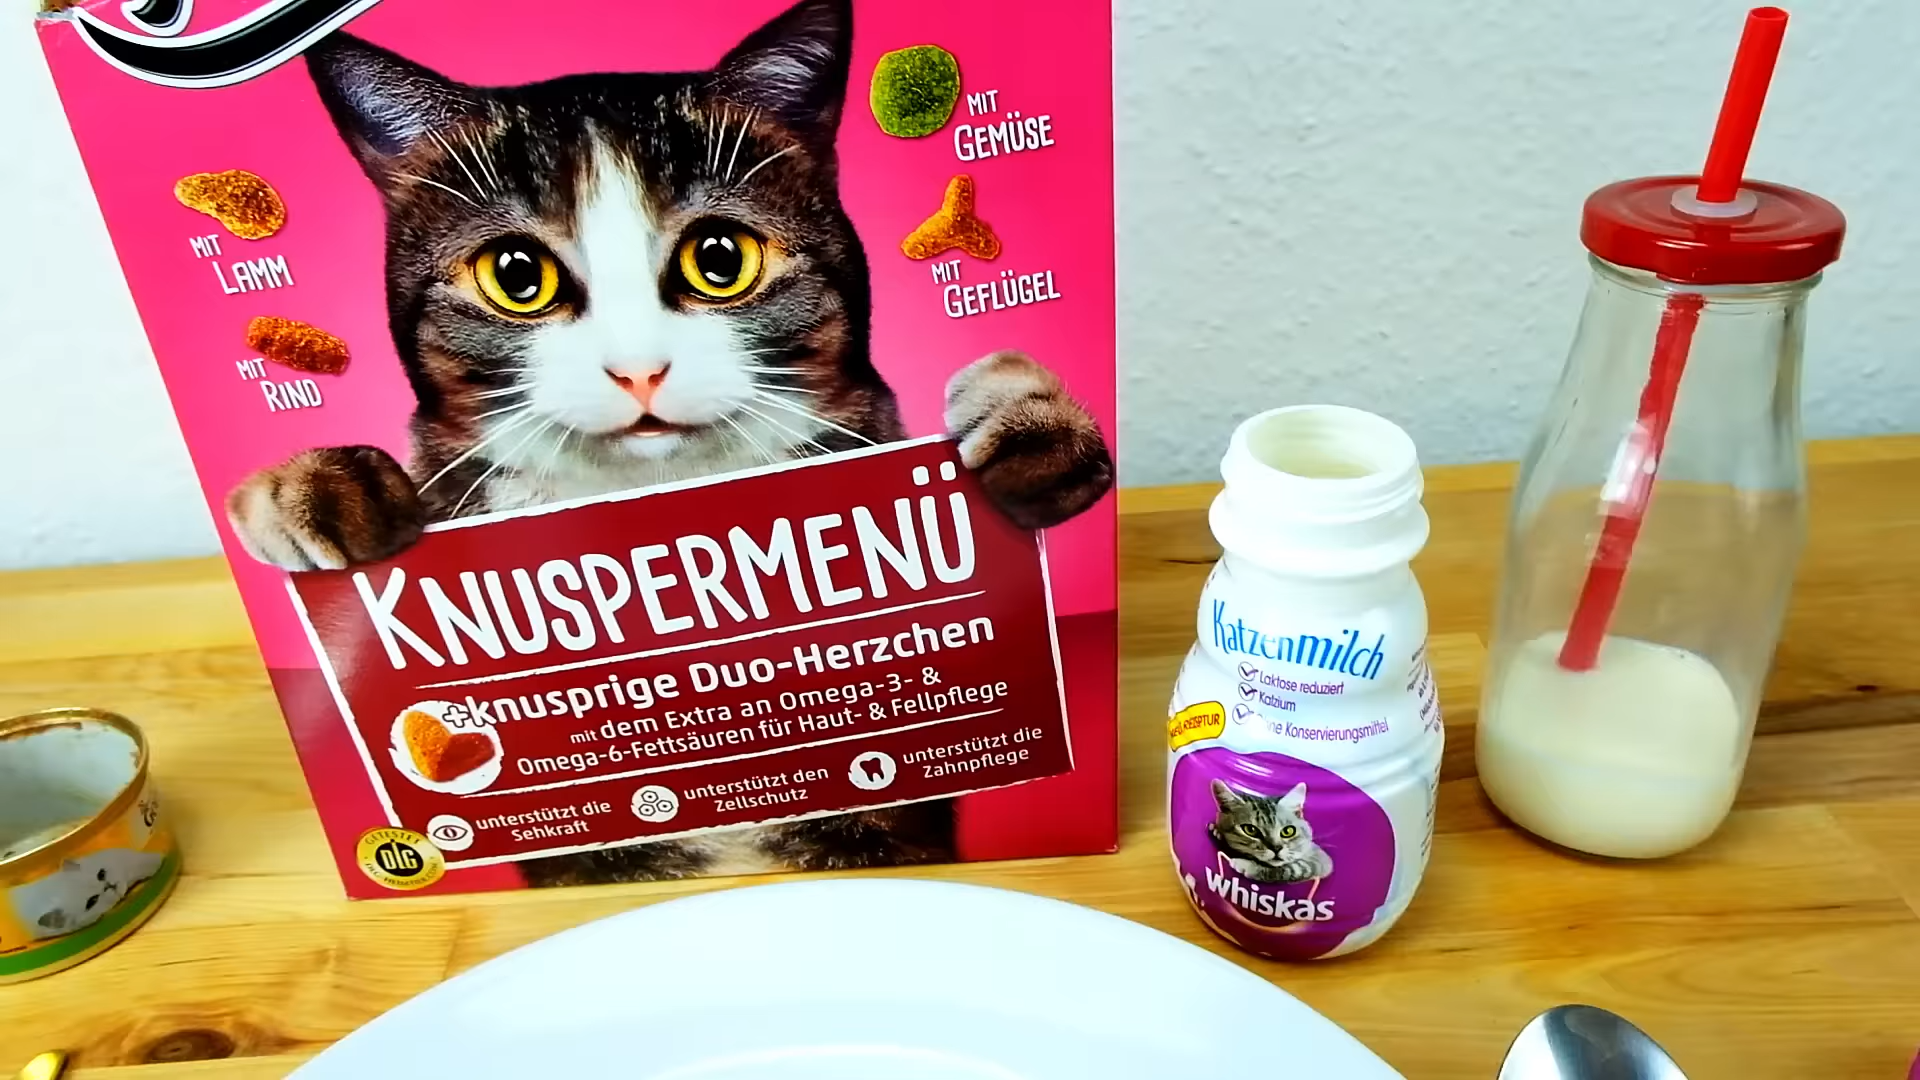 MIT
GEMÜSE
MIT
LAMM
MIT
GEFLÜGEL
MIT
RIND
KNUSPERMENÜ
+knusprige Duo-Herzchen
mit dem Extra an Omega-3- &
Omega-6-Fettsäuren für Haut- & Fellpflege
unterstützt die
Sehkraft
unterstützt den
Zellschutz
unterstützt die
Zahnpflege
GETESTET
DLG
Katzenmilch
Laktose reduziert
Kalzium
Ohne Konservierungsmittel
REZEPTUR
whiskas